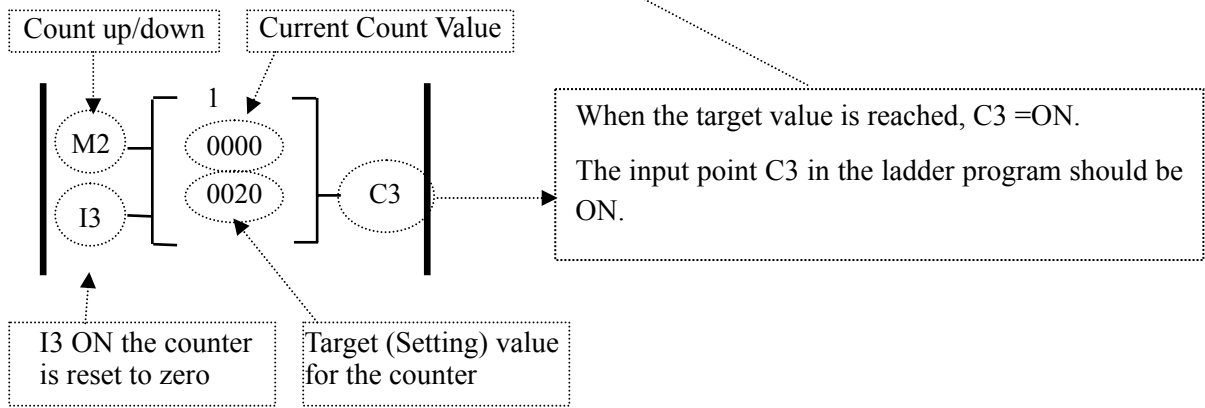 Count up/down
Current Count Value
1
M2
0000
0020
I3
C3
When the target value is reached, C3 =ON.
The input point C3 in the ladder program should be
ON.
I3 ON the counter
is reset to zero
Target (Setting) value
for the counter